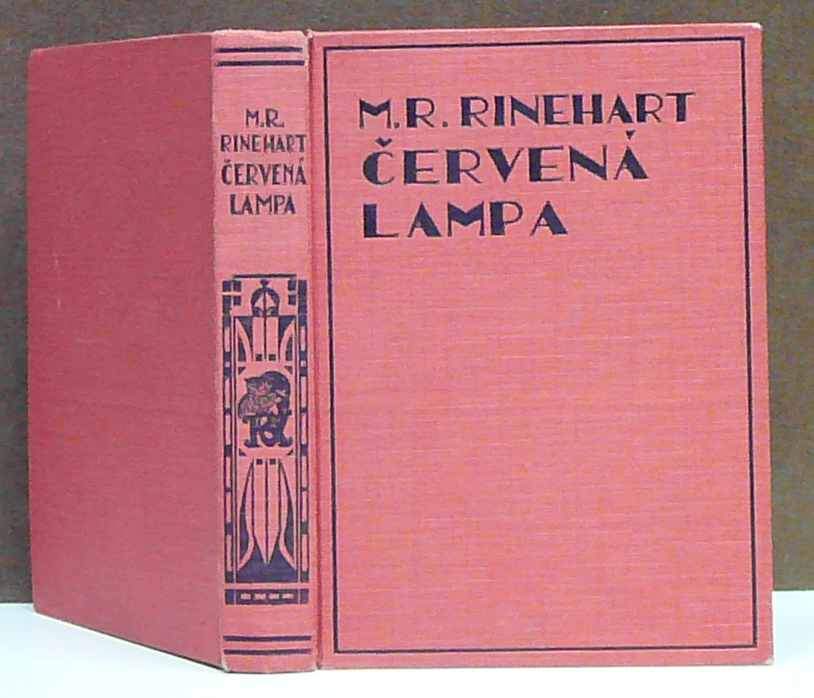 M.R.
RINEHART
ČERVENÁ
LAMPA
M.R. RINEHART
ČERVENÁ
LAMPA